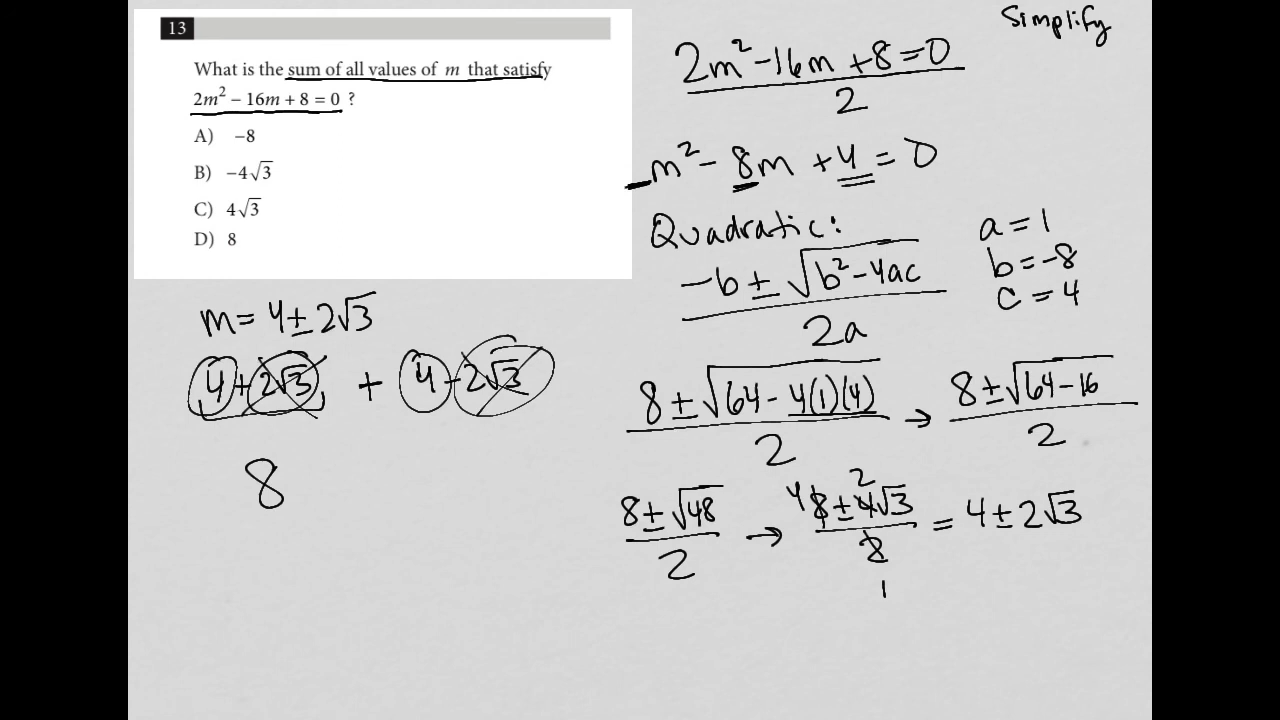 13
What is the sum of all values of m that satisfy
2m² − 16m + 8 = 0 ?
A) −8
B) −4√3
C) 4√3
D) 8
m = 4 ± 2√3
4 + 2√3 + 4 − 2√3
8
Simplify
2m² − 16m + 8 = 0
2
m² − 8m + 4 = 0
Quadratic:
−b ± √b² − 4ac
2a
a = 1
b = −8
c = 4
8 ± √64 − 4(1)(4) → 8 ± √64 − 16
2 2
8 ± √48 → 4 8 ± 2 4√3 = 4 ± 2√3
2 2
1